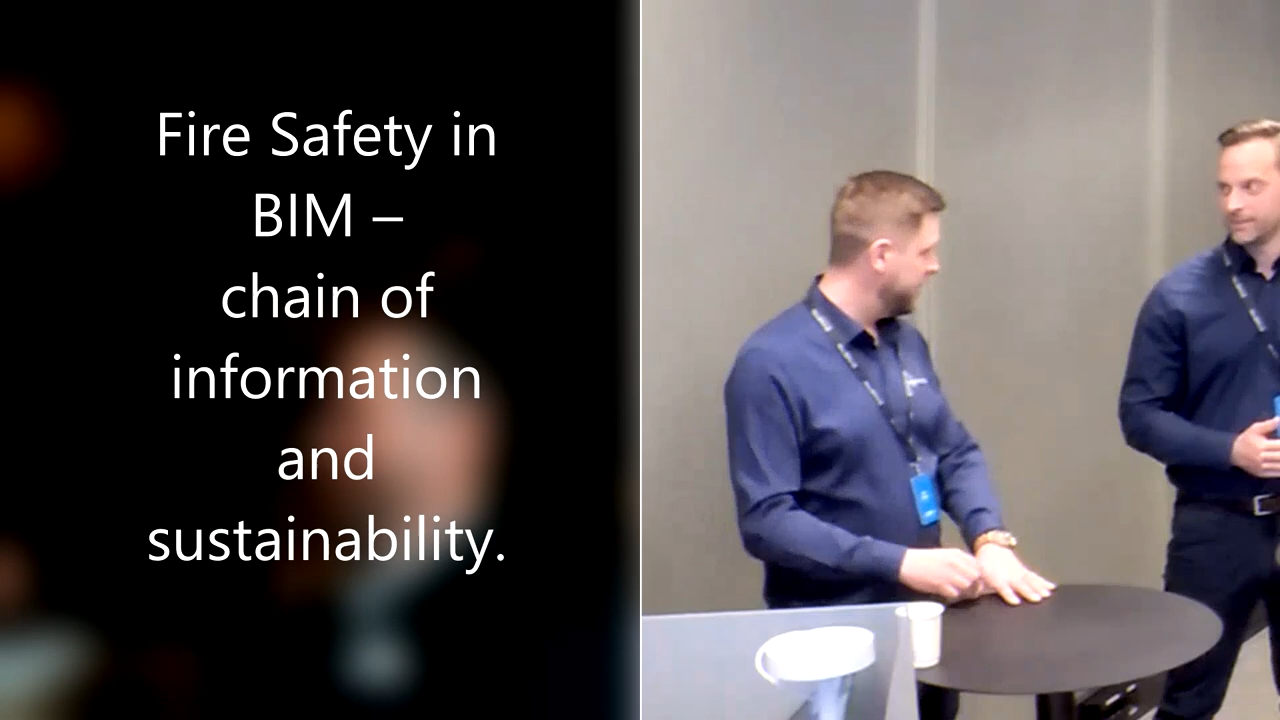 Fire Safety in
BIM –
chain of
information
and
sustainability.